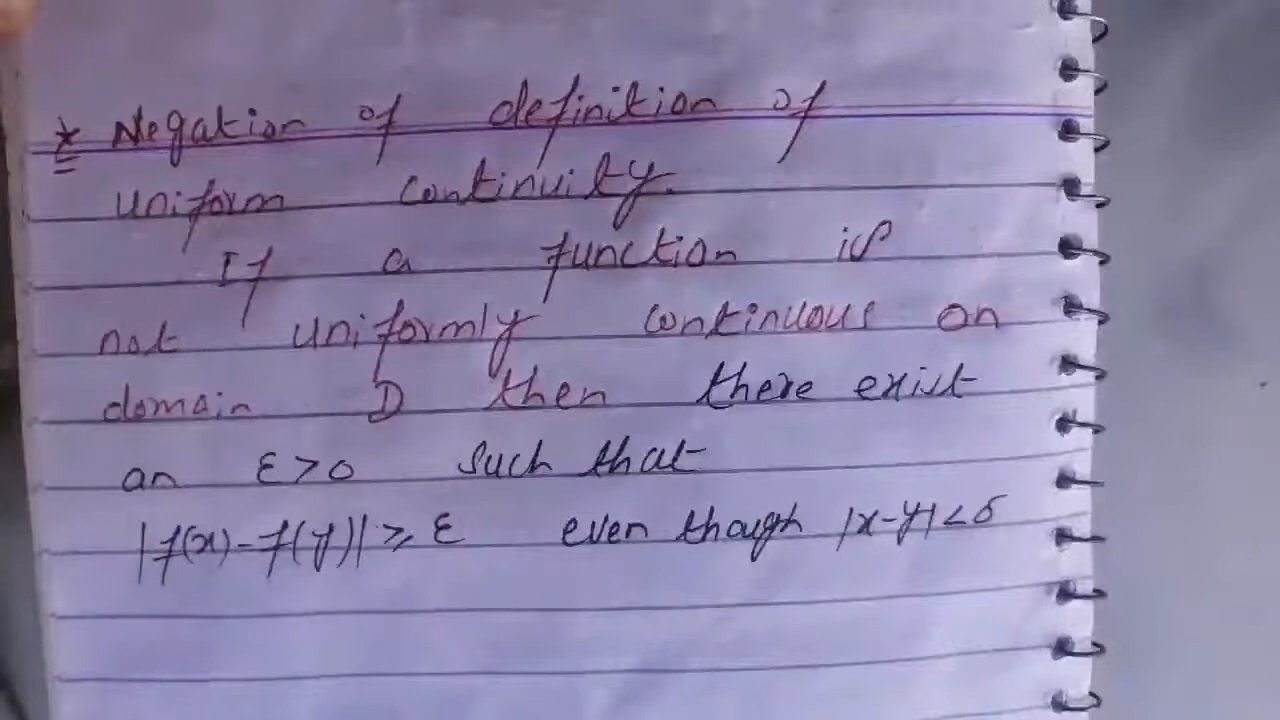 * Negation of definition of
uniform continuity.
If a function is
not uniformly continuous on
domain D then there exist
an ε>0 such that
|f(x)-f(y)|≥ε even though |x-y|<δ